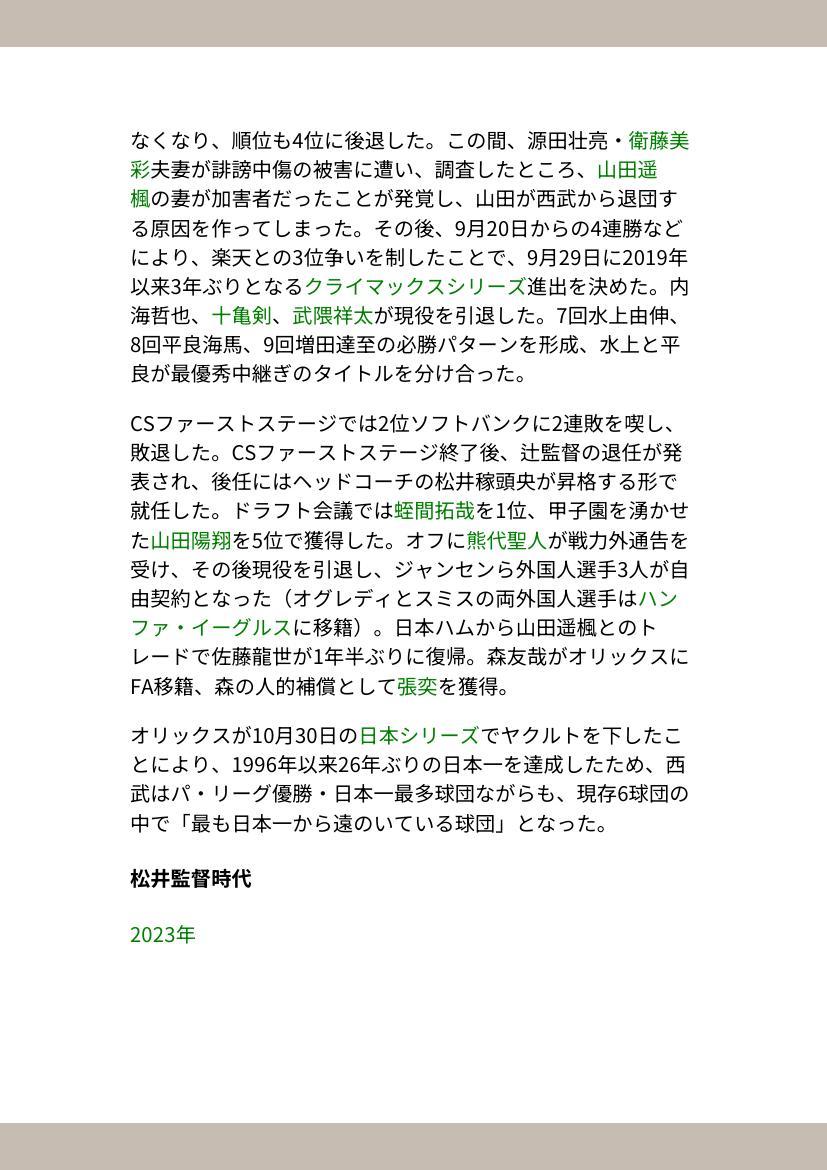 なくなり、順位も4位に後退した。この間、源田壮亮・衛藤美
彩夫妻が誹謗中傷の被害に遭い、調査したところ、山田遥
楓の妻が加害者だったことが発覚し、山田が西武から退団す
る原因を作ってしまった。その後、9月20日からの4連勝など
により、楽天との3位争いを制したことで、9月29日に2019年
以来3年ぶりとなるクライマックスシリーズ進出を決めた。内
海哲也、十亀剣、武隈祥太が現役を引退した。7回水上由伸、
8回平良海馬、9回増田達至の必勝パターンを形成、水上と平
良が最優秀中継ぎのタイトルを分け合った。
CSファーストステージでは2位ソフトバンクに2連敗を喫し、
敗退した。CSファーストステージ終了後、辻監督の退任が発
表され、後任にはヘッドコーチの松井稼頭央が昇格する形で
就任した。ドラフト会議では蛭間拓哉を1位、甲子園を湧かせ
た山田陽翔を5位で獲得した。オフに熊代聖人が戦力外通告を
受け、その後現役を引退し、ジャンセンら外国人選手3人が自
由契約となった（オグレディとスミスの両外国人選手はハン
ファ・イーグルスに移籍）。日本ハムから山田遥楓とのト
レードで佐藤龍世が1年半ぶりに復帰。森友哉がオリックスに
FA移籍、森の人的補償として張奕を獲得。
オリックスが10月30日の日本シリーズでヤクルトを下したこ
とにより、1996年以来26年ぶりの日本一を達成したため、西
武はパ・リーグ優勝・日本一最多球団ながらも、現存6球団の
中で「最も日本一から遠のいている球団」となった。
松井監督時代
2023年